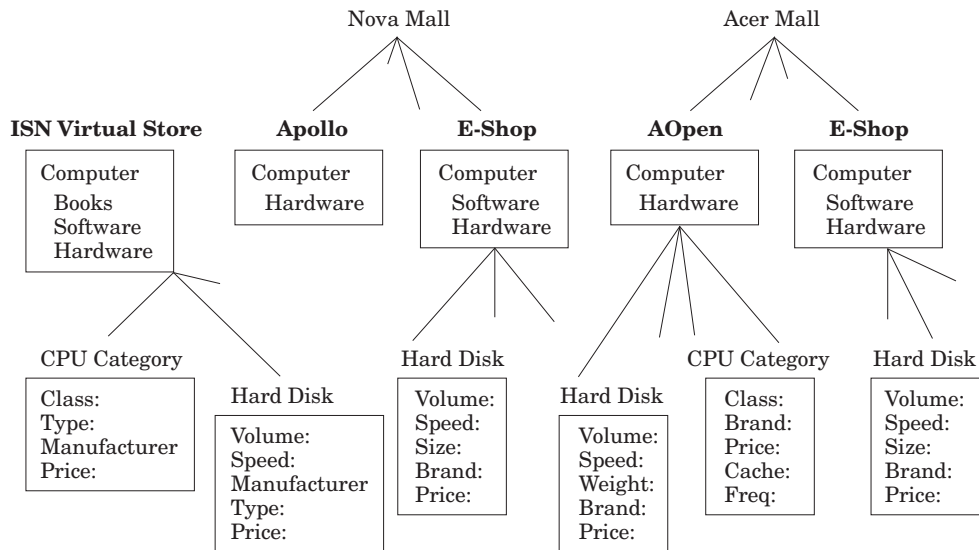 Nova Mall
Acer Mall
ISN Virtual Store
Apollo
E-Shop
AOpen
E-Shop
Computer
Books
Software
Hardware
Computer
Hardware
Computer
Software
Hardware
Computer
Hardware
Computer
Software
Hardware
CPU Category
Class:
Type:
Manufacturer
Price:
Hard Disk
Volume:
Speed:
Manufacturer
Type:
Price:
Hard Disk
Volume:
Speed:
Size:
Brand:
Price:
Hard Disk
Volume:
Speed:
Weight:
Brand:
Price:
CPU Category
Class:
Brand:
Price:
Cache:
Freq:
Hard Disk
Volume:
Speed:
Size:
Brand:
Price: